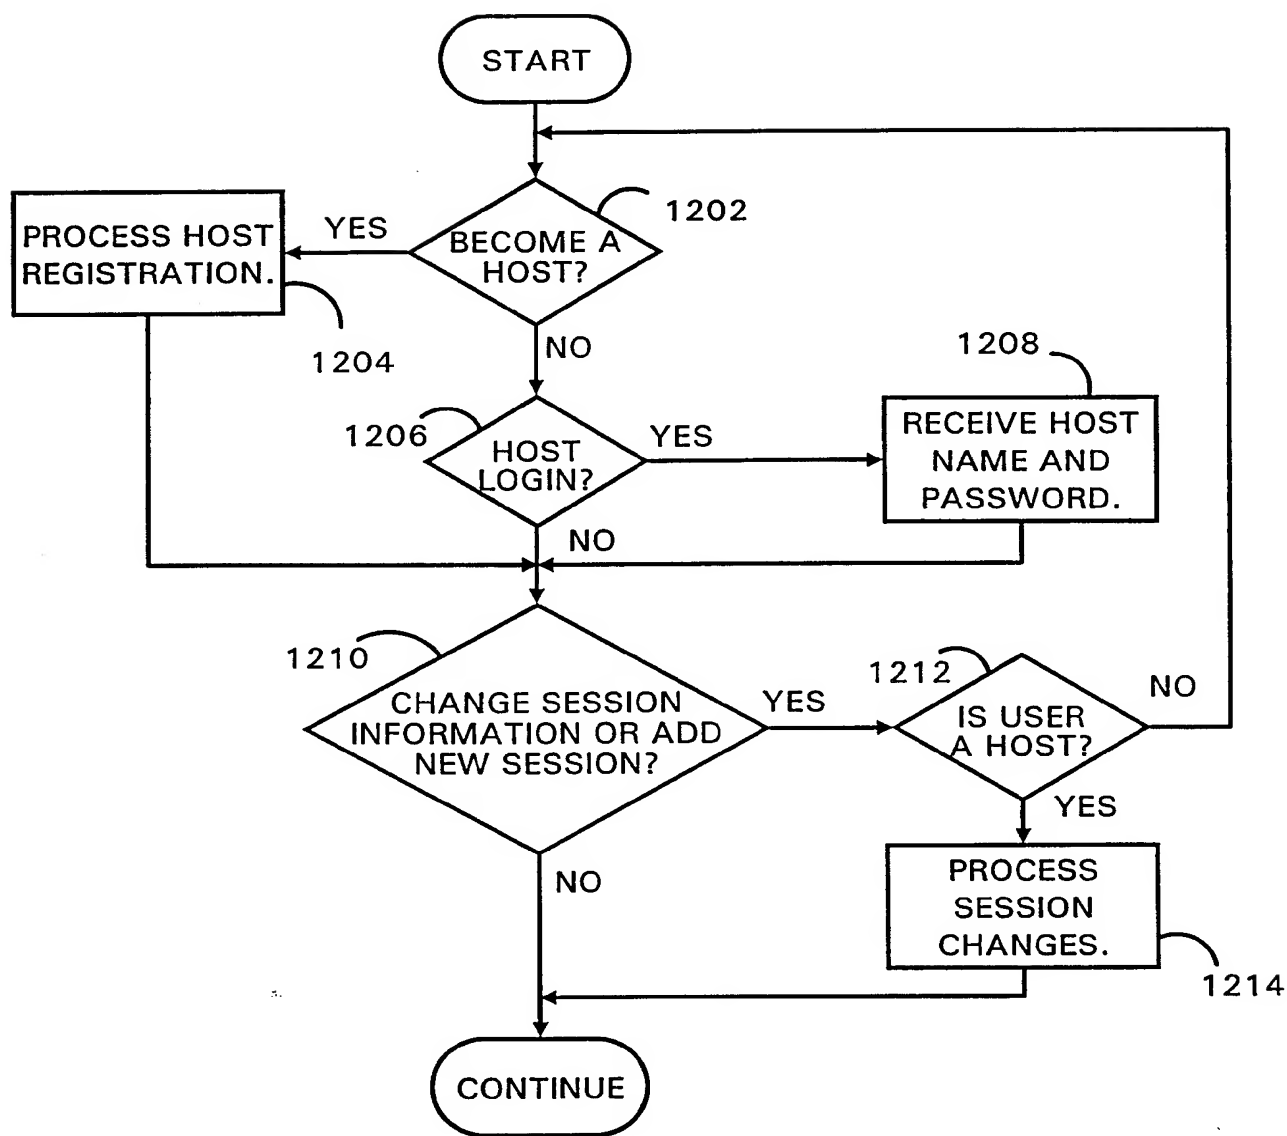 START
1202
YES
PROCESS HOST
REGISTRATION.
BECOME A
HOST?
1204
NO
1208
1206
YES
HOST
LOGIN?
RECEIVE HOST
NAME AND
PASSWORD.
NO
1210
1212
NO
CHANGE SESSION
INFORMATION OR ADD
NEW SESSION?
YES
IS USER
A HOST?
YES
NO
PROCESS
SESSION
CHANGES.
1214
CONTINUE